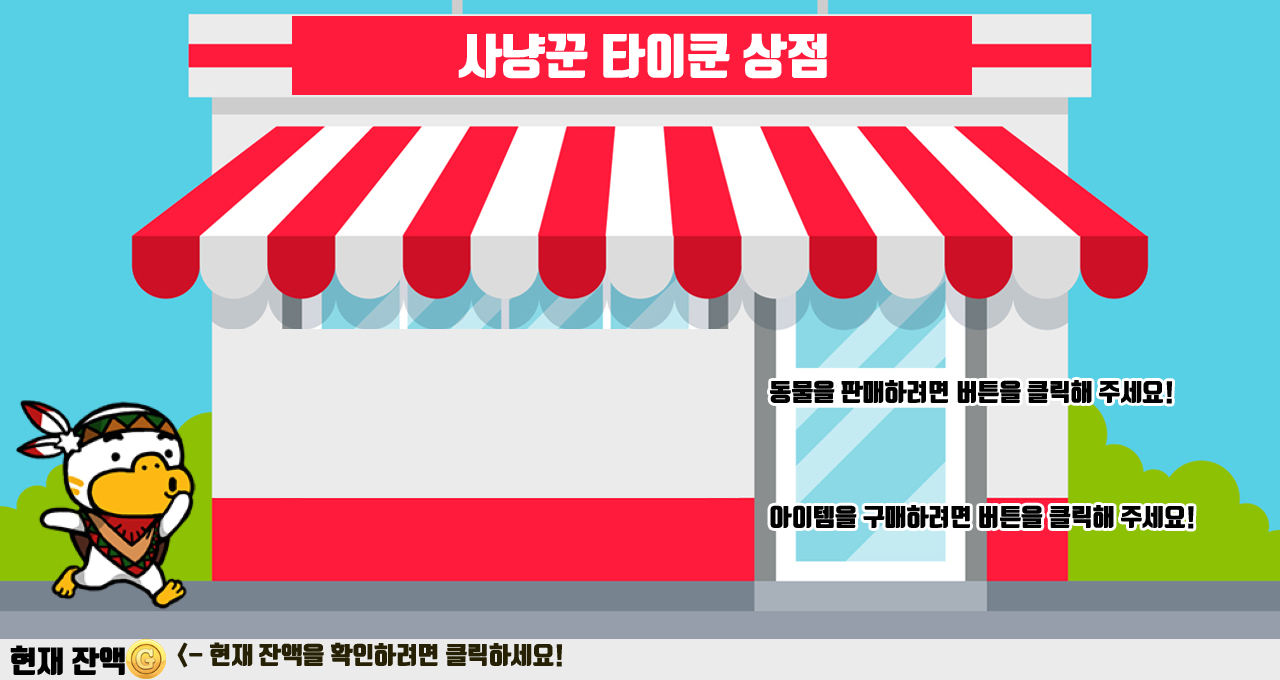 사냥꾼 타이쿤 상점
동물을 판매하려면 버튼을 클릭해 주세요!
아이템을 구매하려면 버튼을 클릭해 주세요!
현재 잔액 G <- 현재 잔액을 확인하려면 클릭하세요!